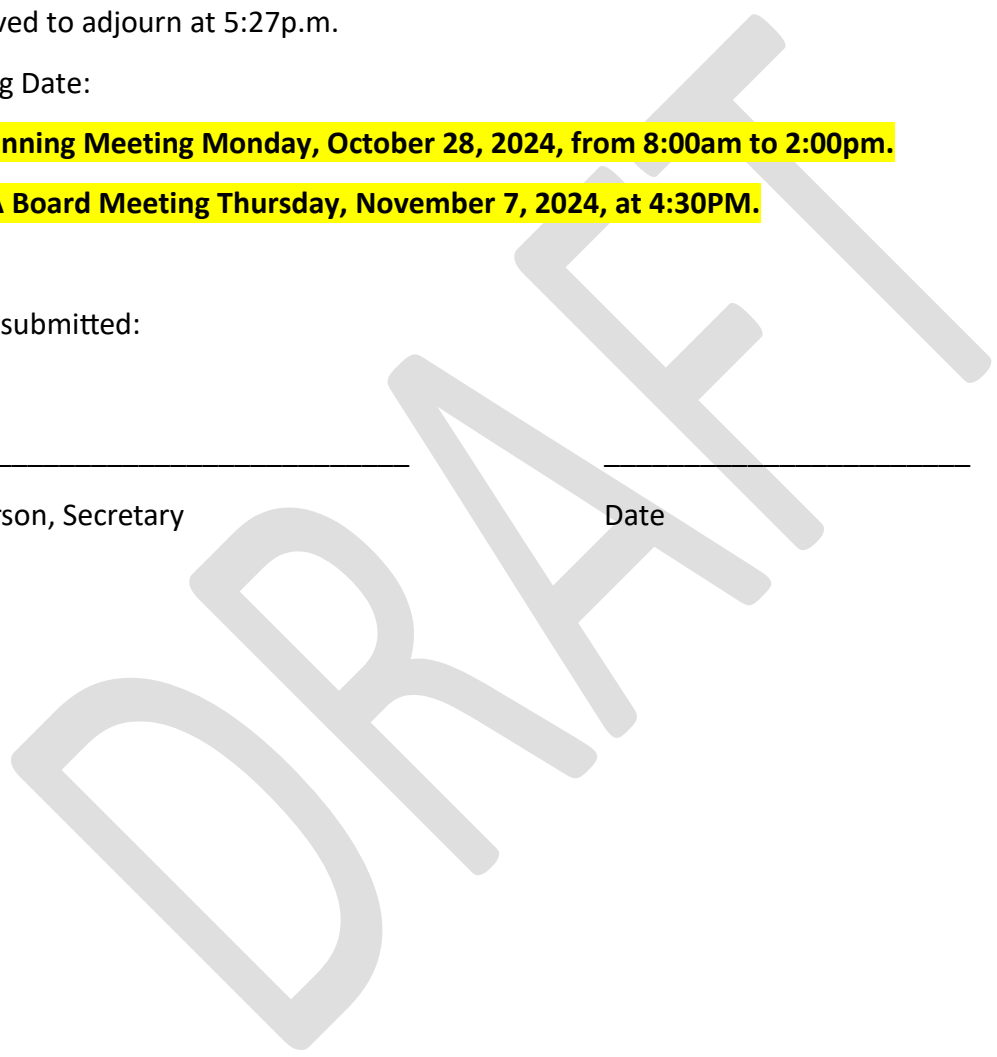 ved to adjourn at 5:27p.m.
g Date:
nning Meeting Monday, October 28, 2024, from 8:00am to 2:00pm.
A Board Meeting Thursday, November 7, 2024, at 4:30PM.
submitted:
rson, Secretary Date
DRAFT